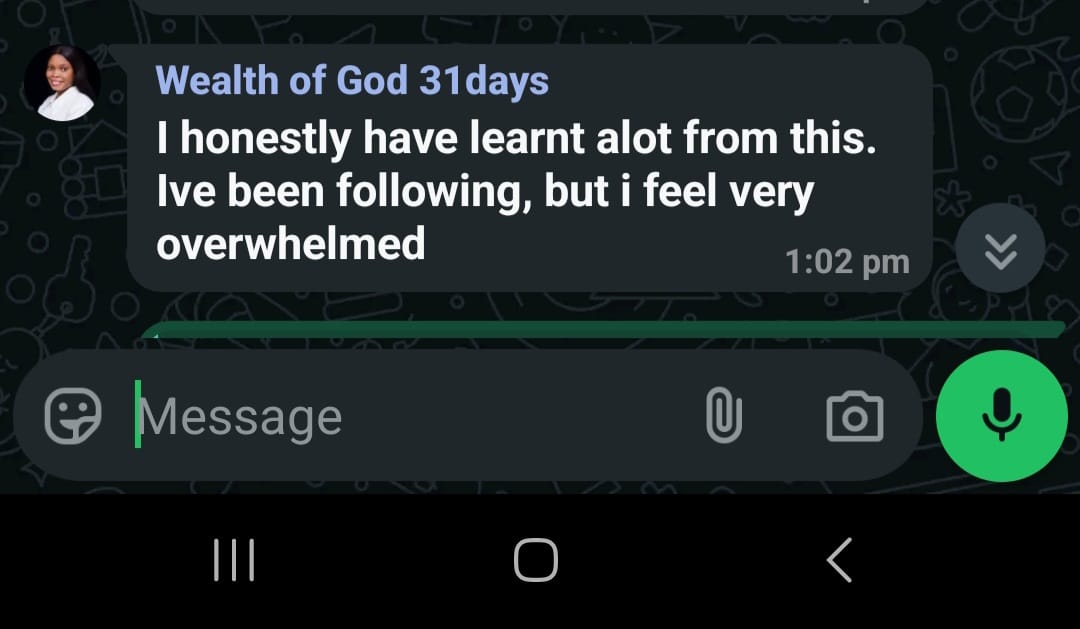 Wealth of God 31days
I honestly have learnt alot from this.
Ive been following, but i feel very
overwhelmed
1:02 pm
Message